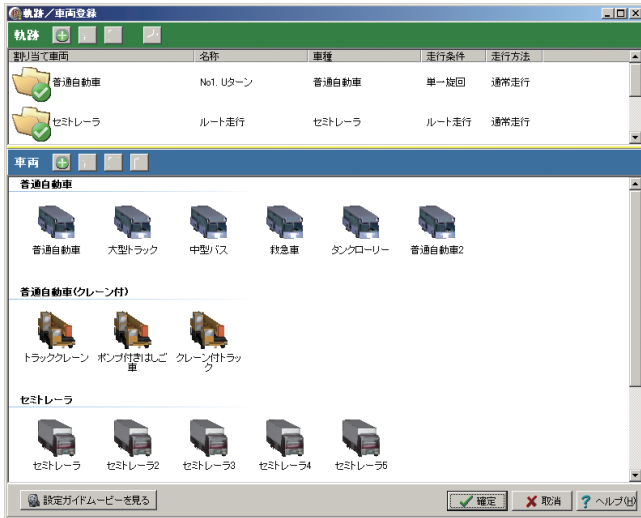 軌跡／車両登録
軌跡
割り当て車両 名称 車種 走行条件 走行方法
普通自動車 No1. Uターン 普通自動車 単一旋回 通常走行
セミトレーラ ルート走行 セミトレーラ ルート走行 通常走行
車両
普通自動車
普通自動車 大型トラック 中型バス 救急車 タンクローリー 普通自動車2
普通自動車(クレーン付)
トラッククレーン ポンプ付きはしご クレーン付トラッ
車 ク
セミトレーラ
セミトレーラ セミトレーラ2 セミトレーラ3 セミトレーラ4 セミトレーラ5
設定ガイドムービーを見る 確定 取消 ? ヘルプ(H)